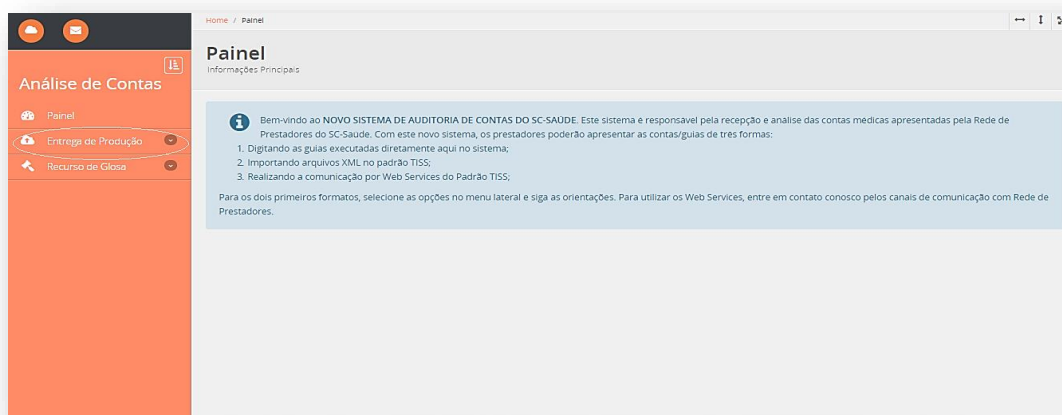 Home / Painel
Painel
Informações Principais
Análise de Contas
Painel
Entrega de Produção
Recurso de Glosa
Bem-vindo ao NOVO SISTEMA DE AUDITORIA DE CONTAS DO SC-SAÚDE. Este sistema é responsável pela recepção e análise das contas médicas apresentadas pela Rede de
Prestadores do SC-Saúde. Com este novo sistema, os prestadores poderão apresentar as contas/guias de três formas:
1. Digitando as guias executadas diretamente aqui no sistema;
2. Importando arquivos XML no padrão TISS;
3. Realizando a comunicação por Web Services do Padrão TISS;
Para os dois primeiros formatos, selecione as opções no menu lateral e siga as orientações. Para utilizar os Web Services, entre em contato conosco pelos canais de comunicação com Rede de
Prestadores.